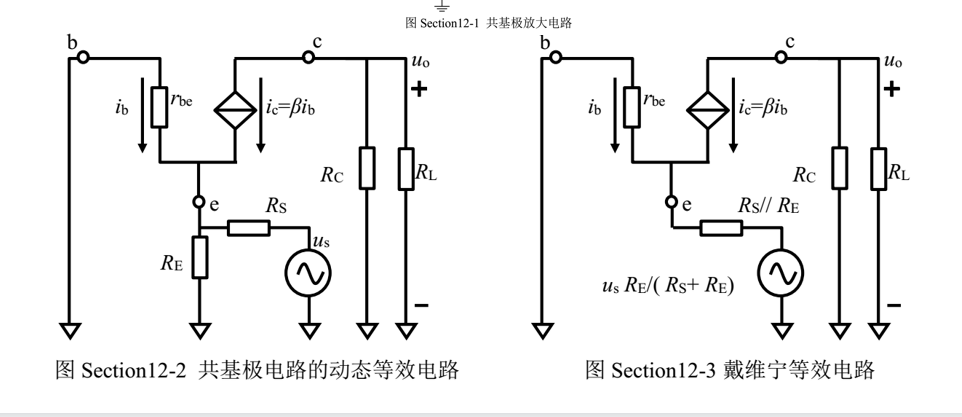 图 Section12-1 共基极放大电路
b
c
uo
+
ib
rbe
ic=βib
RC
RL
e
RS
us
RE
−
图 Section12-2 共基极电路的动态等效电路
b
c
uo
+
ib
rbe
ic=βib
RC
RL
e
RS// RE
us RE/( RS+ RE)
−
图 Section12-3 戴维宁等效电路